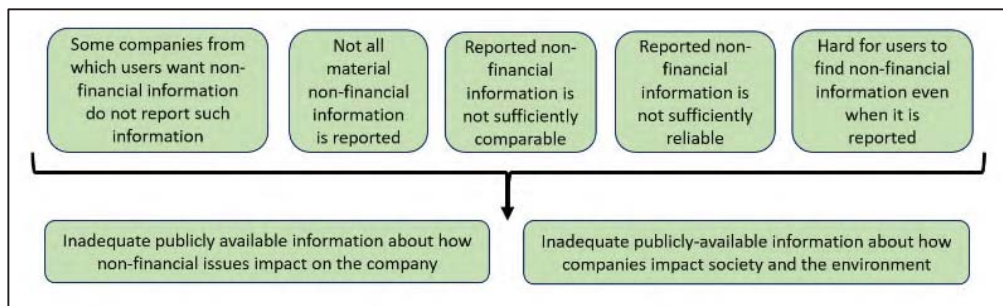 Some companies from
which users want non-
financial information
do not report such
information
Not all
material
non-financial
information
is reported
Reported non-
financial
information is
not sufficiently
comparable
Reported non-
financial
information is
not sufficiently
reliable
Hard for users to
find non-financial
information even
when it is
reported
Inadequate publicly available information about how
non-financial issues impact on the company
Inadequate publicly-available information about how
companies impact society and the environment